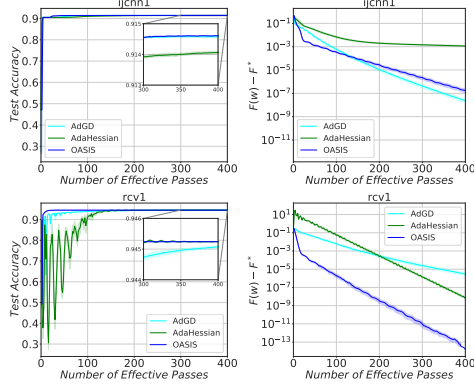 ijcnn1
Test Accuracy
0.9
0.8
0.7
0.6
0.5
0.4
0.3
0.915
0.914
0.913
300
400
AdGD
AdaHessian
OASIS
0
100
200
300
400
Number of Effective Passes
ijcnn1
F(w) − F*
10⁻¹
10⁻³
10⁻⁵
10⁻⁷
10⁻⁹
10⁻¹¹
AdGD
AdaHessian
OASIS
0
100
200
300
400
Number of Effective Passes
rcv1
Test Accuracy
0.9
0.8
0.7
0.6
0.5
0.4
0.3
0.946
0.945
0.944
300
400
AdGD
AdaHessian
OASIS
0
100
200
300
400
Number of Effective Passes
rcv1
F(w) − F*
10¹
10⁻¹
10⁻³
10⁻⁵
10⁻⁷
10⁻⁹
10⁻¹¹
10⁻¹³
AdGD
AdaHessian
OASIS
0
100
200
300
400
Number of Effective Passes